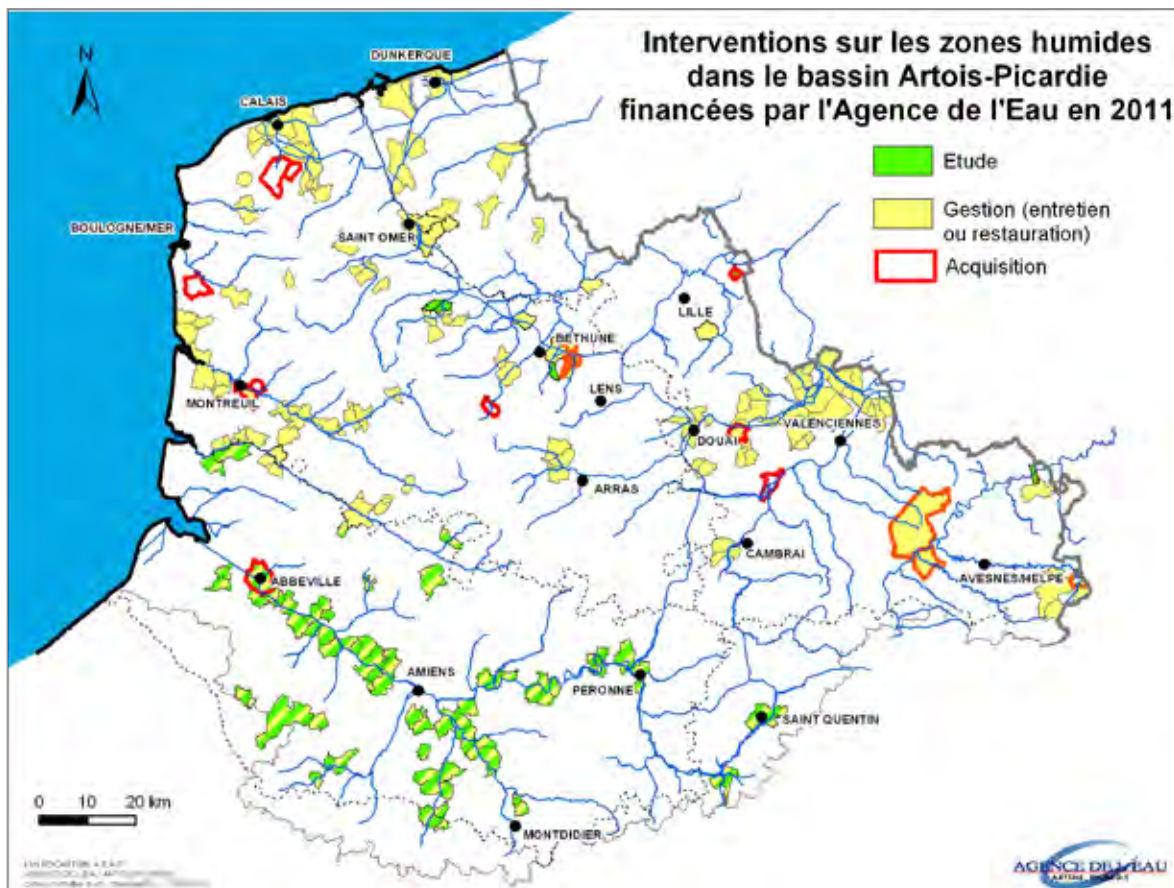 Interventions sur les zones humides
dans le bassin Artois-Picardie
financées par l'Agence de l'Eau en 2011
N
Etude
Gestion (entretien
ou restauration)
Acquisition
DUNKERQUE
CALAIS
BOULOGNE/MER
SAINT OMER
LILLE
BETHUNE
LENS
MONTREUIL
DOUAI
VALENCIENNES
ARRAS
CAMBRAI
AVESNES/HELPE
ABBEVILLE
AMIENS
PERONNE
SAINT QUENTIN
MONTDIDIER
0 10 20 km
AGENCE DE L'EAU
ARTOIS-PICARDIE